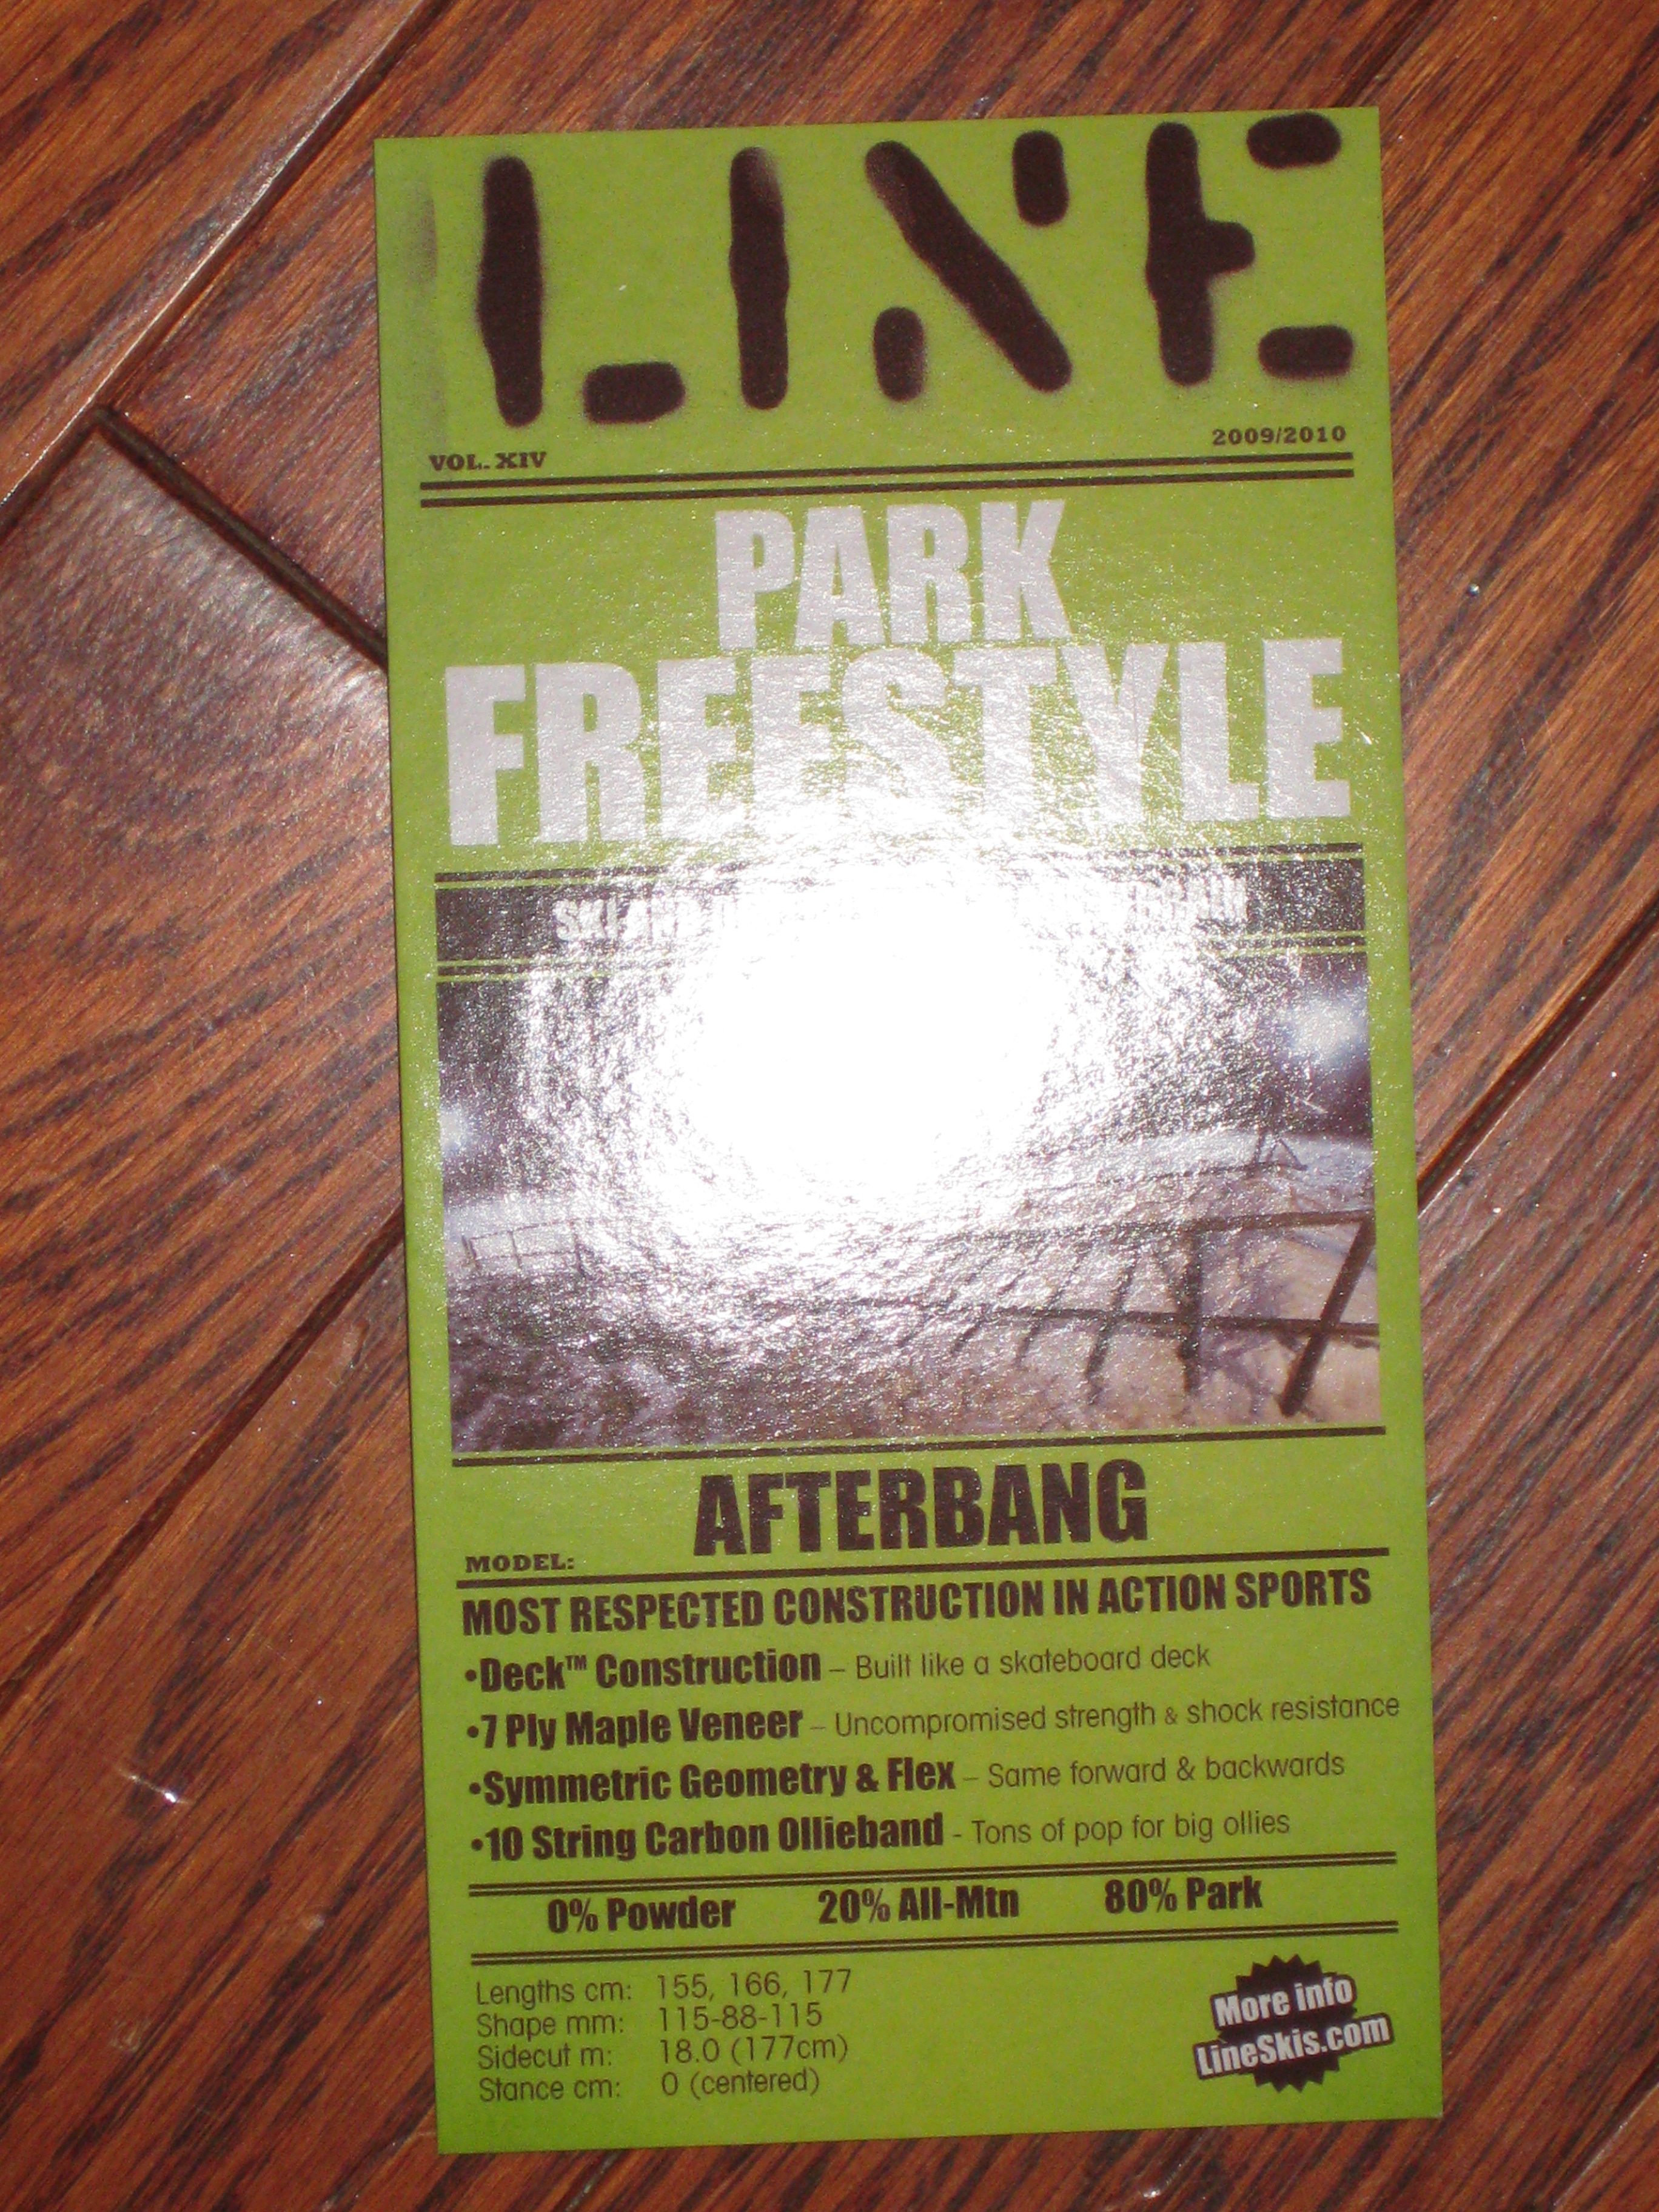 LINE
VOL. XIV 2009/2010
PARK
FREESTYLE
SKI AND
MODEL: AFTERBANG
MOST RESPECTED CONSTRUCTION IN ACTION SPORTS
•Deck™ Construction – Built like a skateboard deck
•7 Ply Maple Veneer – Uncompromised strength & shock resistance
•Symmetric Geometry & Flex – Same forward & backwards
•10 String Carbon Ollieband - Tons of pop for big ollies
0% Powder 20% All-Mtn 80% Park
Lengths cm: 155, 166, 177
Shape mm: 115-88-115
Sidecut m: 18.0 (177cm)
Stance cm: 0 (centered)
More info
LineSkis.com